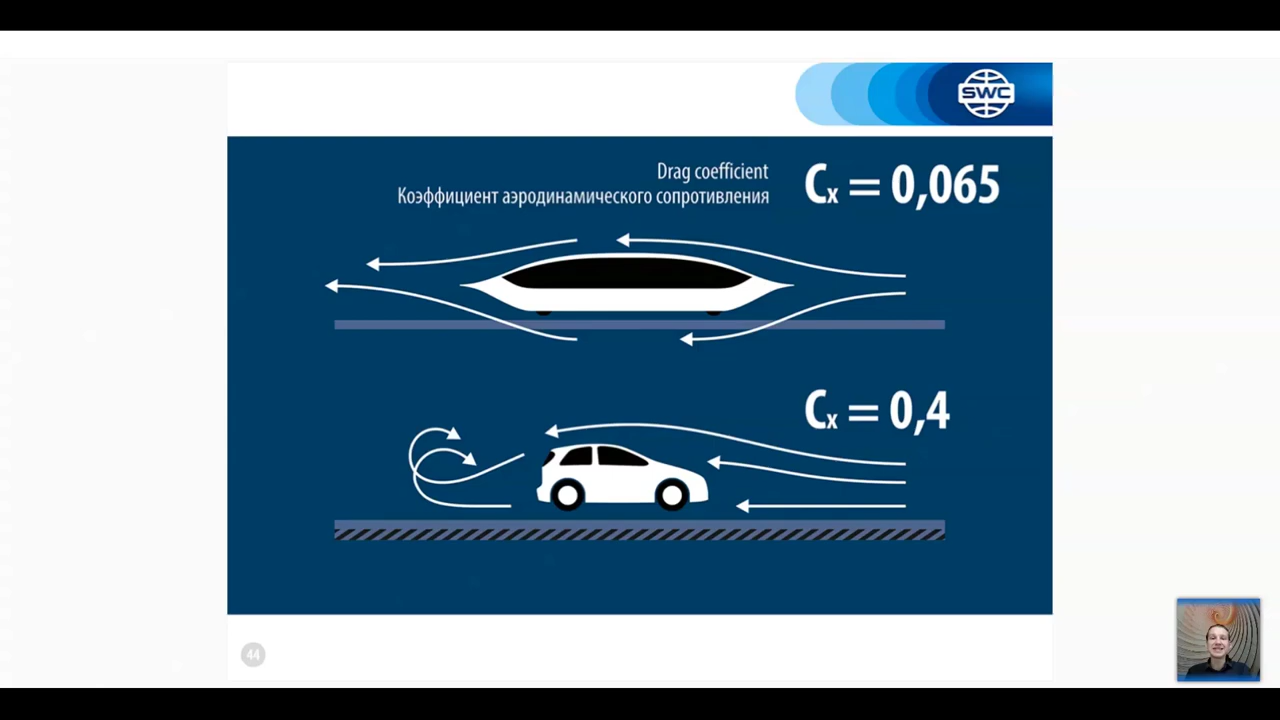 SWC
Drag coefficient
Коэффициент аэродинамического сопротивления
Cx = 0,065
Cx = 0,4
44